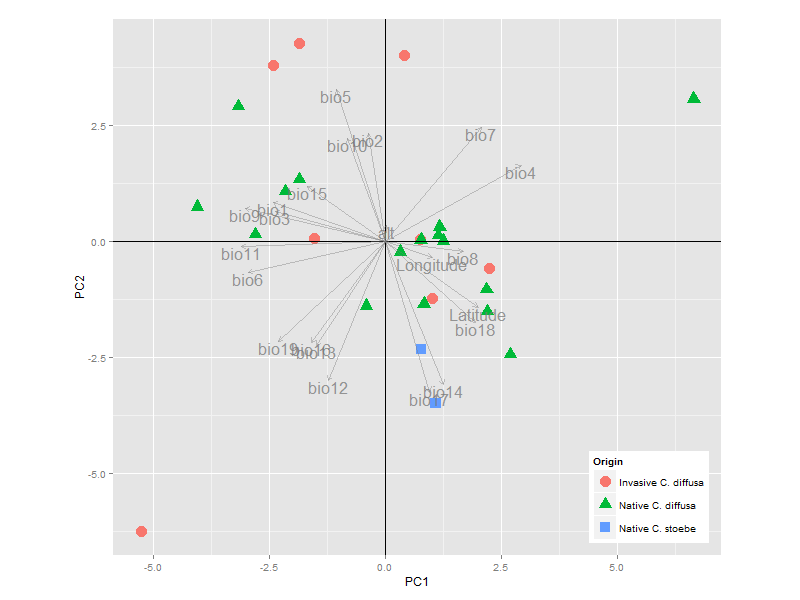 bio5
bio7
bio2
bio10
bio4
bio15
bio1
bio9
bio3
alt
bio11
bio8
Longitude
bio6
Latitude
bio18
bio19
bio16
bio13
bio12
bio14
bio17
2.5
0.0
-2.5
-5.0
PC2
-5.0
-2.5
0.0
2.5
5.0
PC1
Origin
Invasive C. diffusa
Native C. diffusa
Native C. stoebe